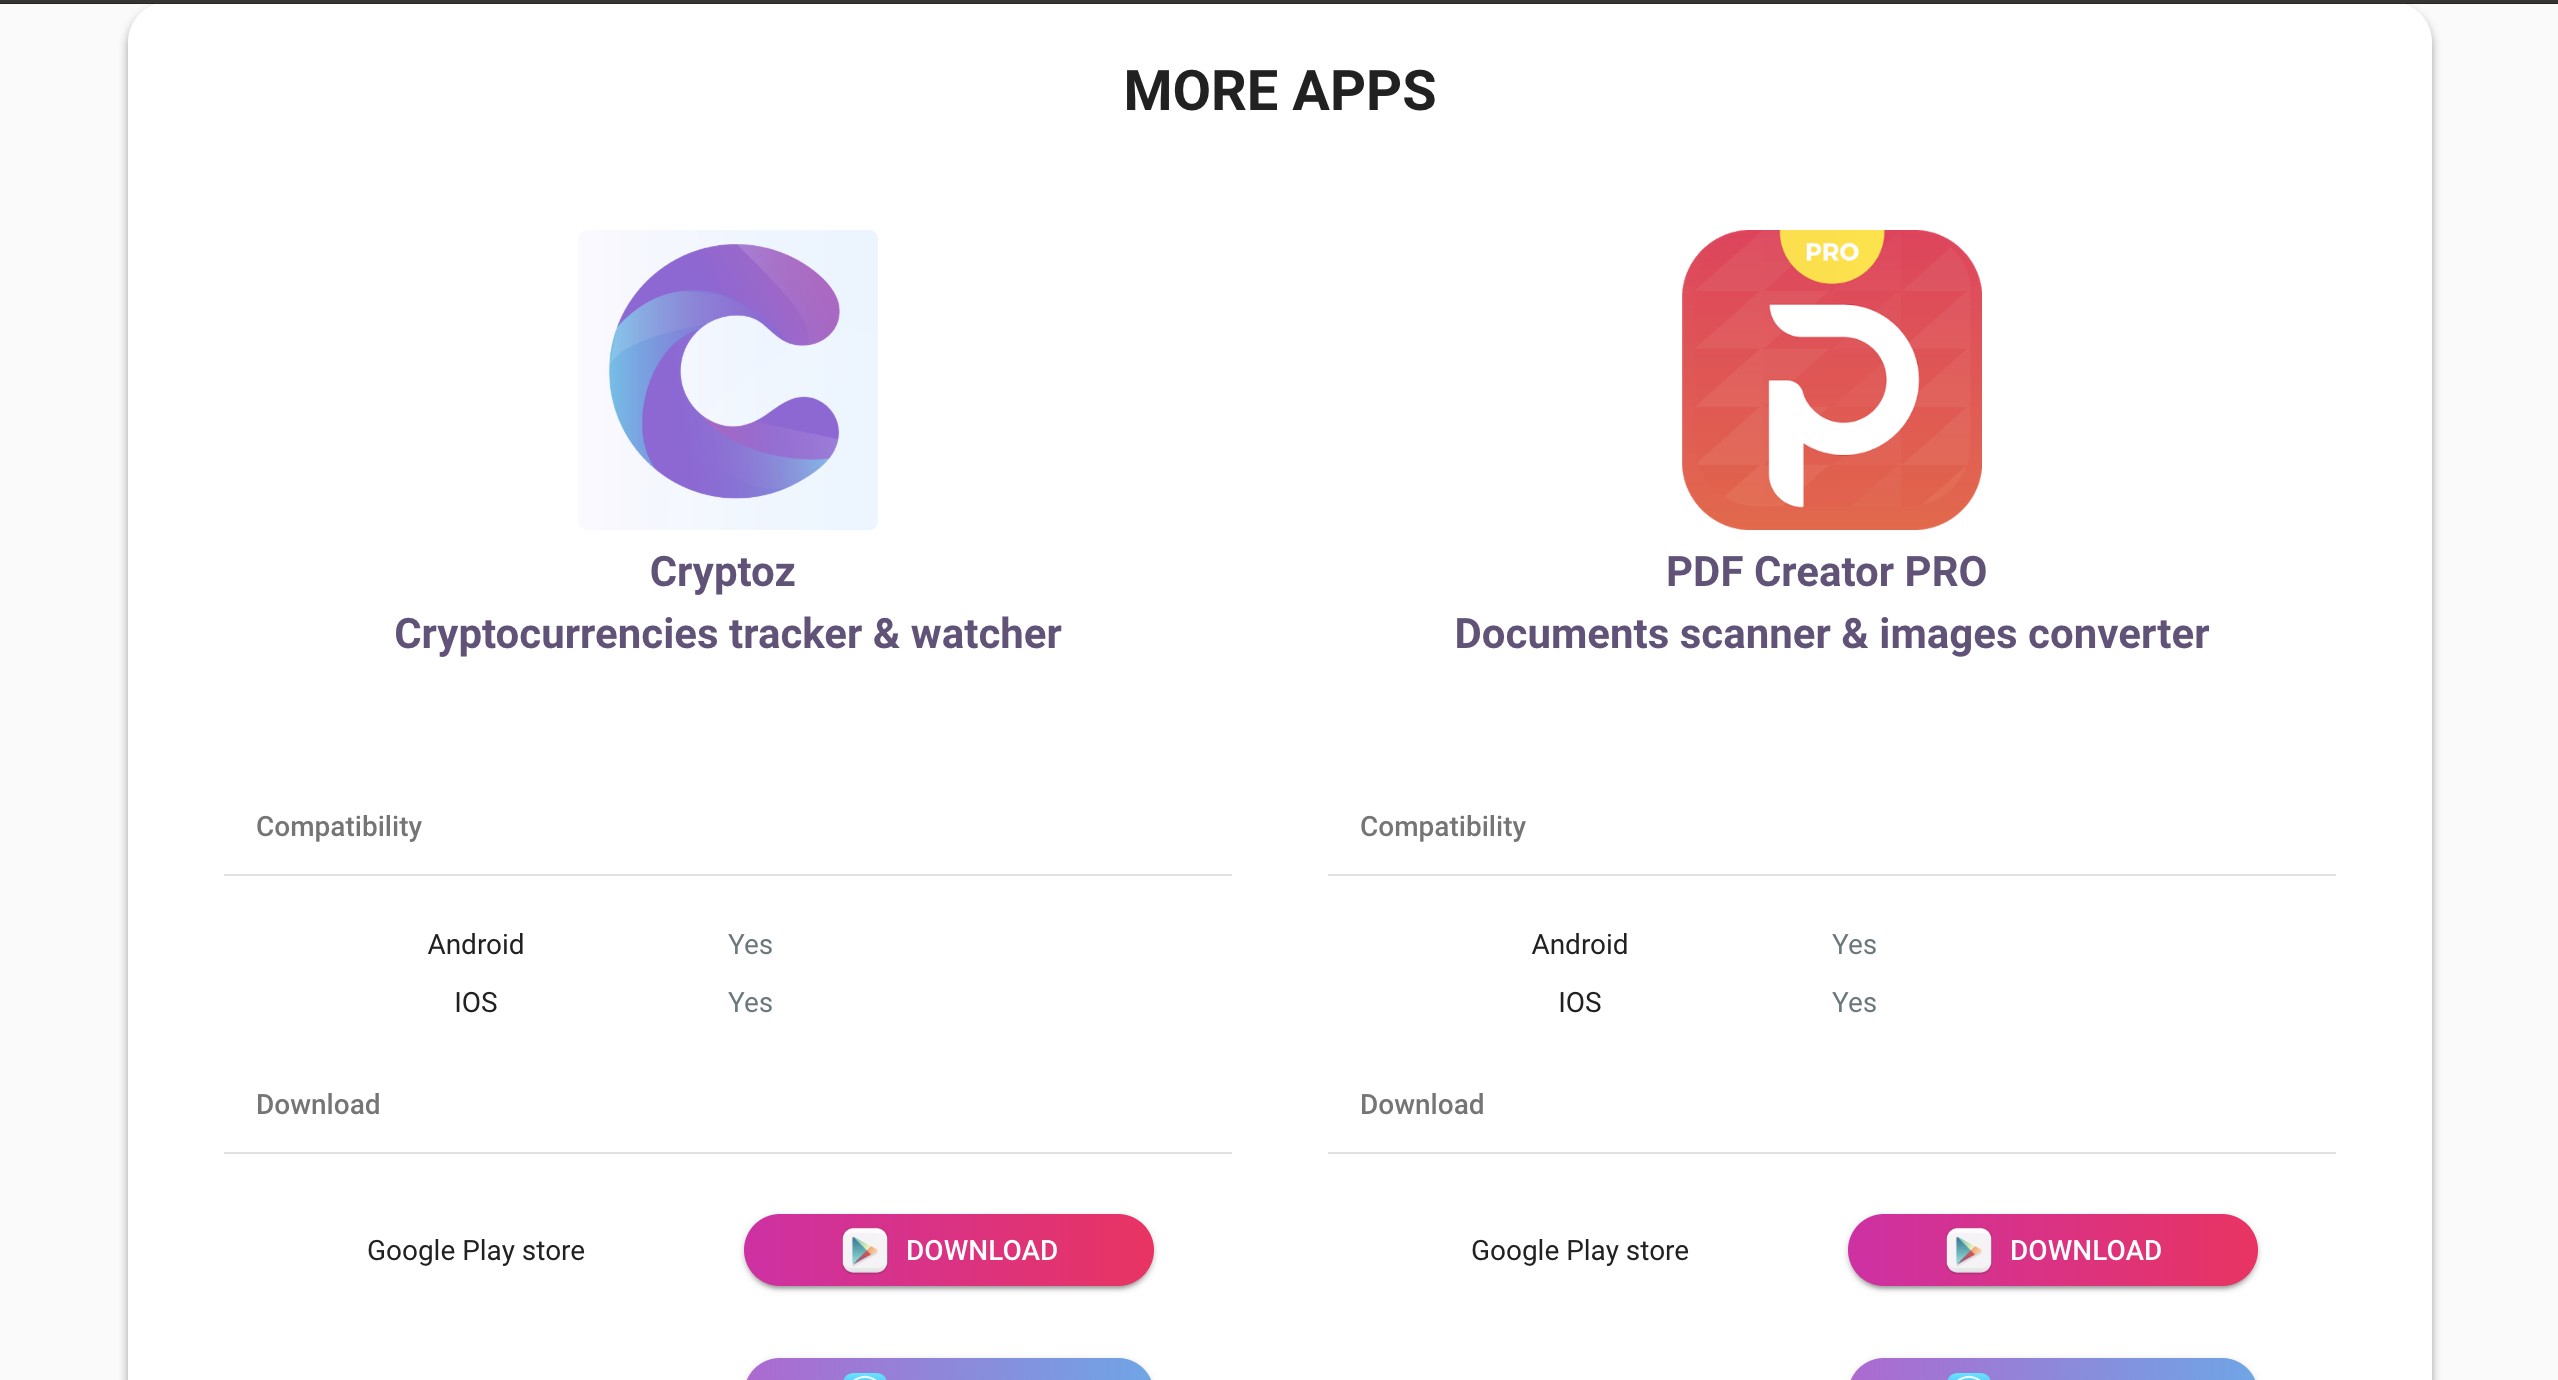 MORE APPS
PRO
Cryptoz
Cryptocurrencies tracker & watcher
Compatibility
Android Yes
IOS Yes
Download
Google Play store DOWNLOAD
PDF Creator PRO
Documents scanner & images converter
Compatibility
Android Yes
IOS Yes
Download
Google Play store DOWNLOAD